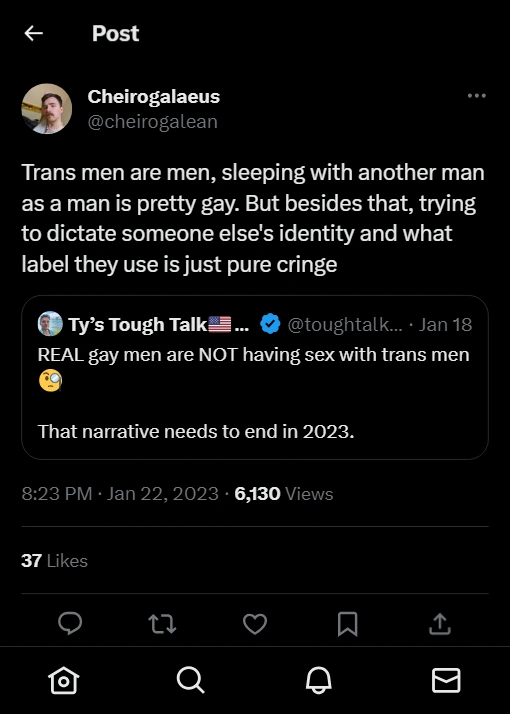 Post
Cheirogalaeus
@cheirogalean
Trans men are men, sleeping with another man
as a man is pretty gay. But besides that, trying
to dictate someone else's identity and what
label they use is just pure cringe
Ty’s Tough Talk🇺🇸... @toughtalk... · Jan 18
REAL gay men are NOT having sex with trans men
🧐
That narrative needs to end in 2023.
8:23 PM · Jan 22, 2023 · 6,130 Views
37 Likes